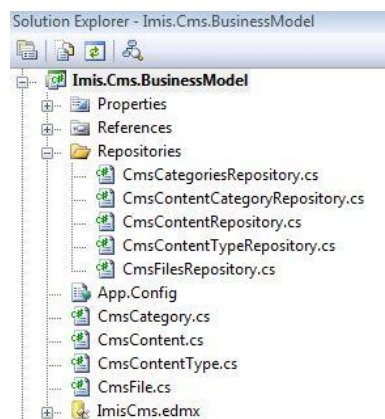 Solution Explorer - Imis.Cms.BusinessModel
Imis.Cms.BusinessModel
Properties
References
Repositories
CmsCategoriesRepository.cs
CmsContentCategoryRepository.cs
CmsContentRepository.cs
CmsContentTypeRepository.cs
CmsFilesRepository.cs
App.Config
CmsCategory.cs
CmsContent.cs
CmsContentType.cs
CmsFile.cs
ImisCms.edmx